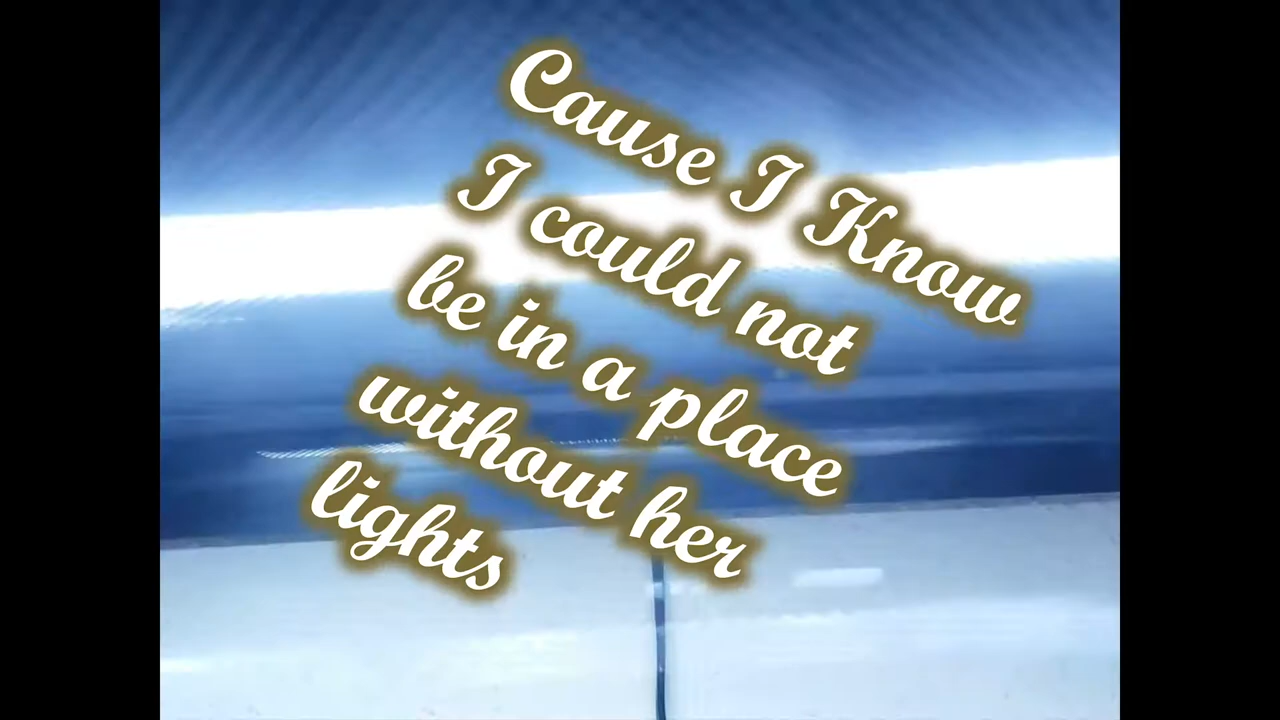 Cause I Know
I could not
be in a place
without her
lights